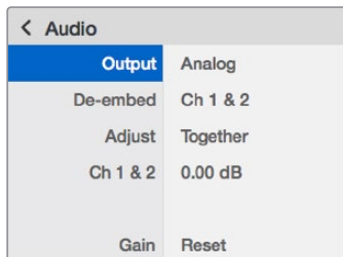 < Audio
Output Analog
De-embed Ch 1 & 2
Adjust Together
Ch 1 & 2 0.00 dB
Gain Reset